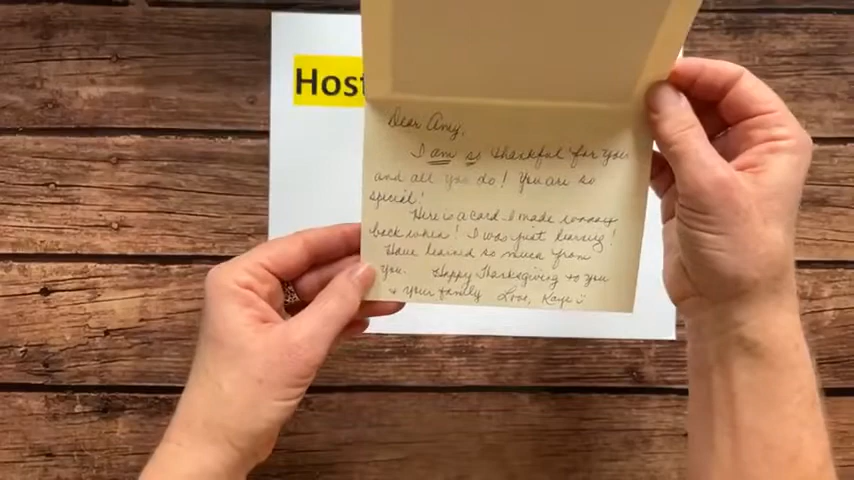 Host
Dear Amy,
I am so thankful for you
and all you do! You are so
special!
Here is a card I made wayyyy
back when! I was just learning!
Have learned so much from
you. Happy Thanksgiving to you
+ your family Love, Kaye